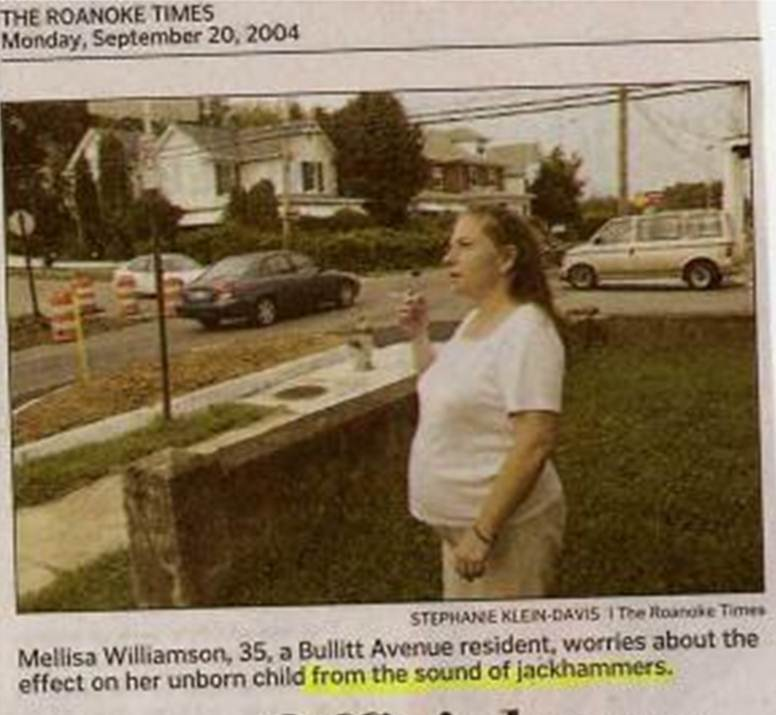 THE ROANOKE TIMES
Monday, September 20, 2004
STEPHANIE KLEIN-DAVIS | The Roanoke Times
Mellisa Williamson, 35, a Bullitt Avenue resident, worries about the
effect on her unborn child from the sound of jackhammers.